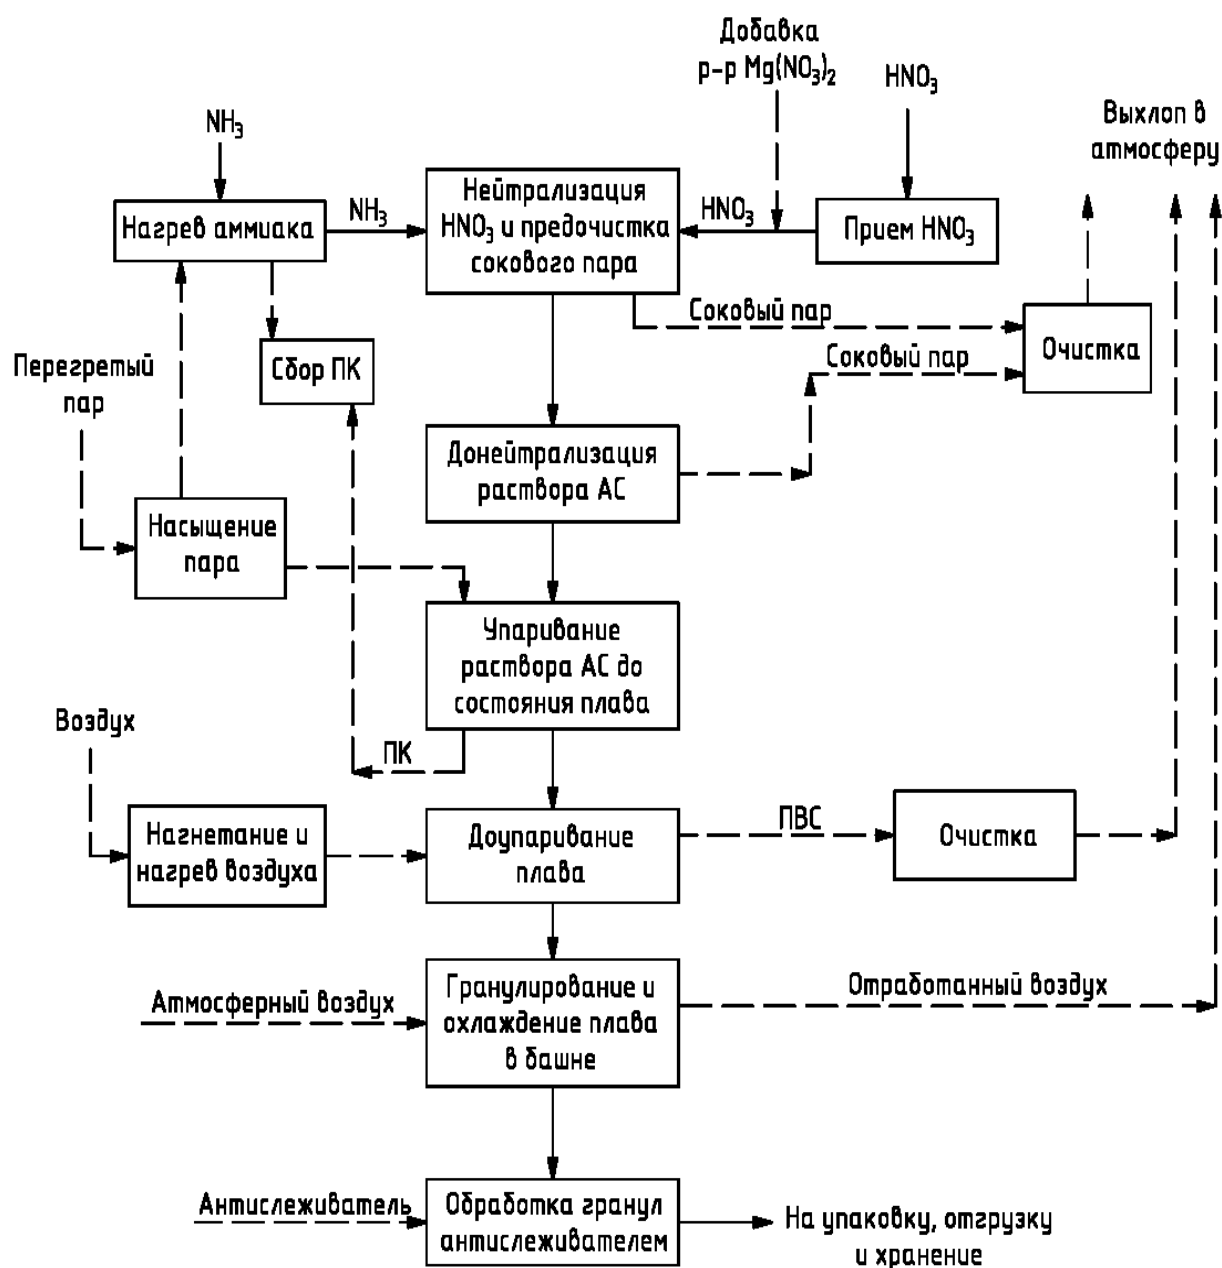 Добавка
р-р Mg(NO₃)₂
HNO₃
Выхлоп в
атмосферу
NH₃
Нагрев аммиака
NH₃
Нейтрализация
HNO₃ и предочистка
сокового пара
HNO₃
Прием HNO₃
Соковый пар
Очистка
Перегретый
пар
Сбор ПК
Соковый пар
Донейтрализация
раствора АС
Насыщение
пара
Упаривание
раствора АС до
состояния плава
Воздух
ПК
Нагнетание и
нагрев воздуха
Доупаривание
плава
ПВС
Очистка
Атмосферный воздух
Гранулирование и
охлаждение плава
в башне
Отработанный воздух
Антислеживатель
Обработка гранул
антислеживателем
На упаковку, отгрузку
и хранение